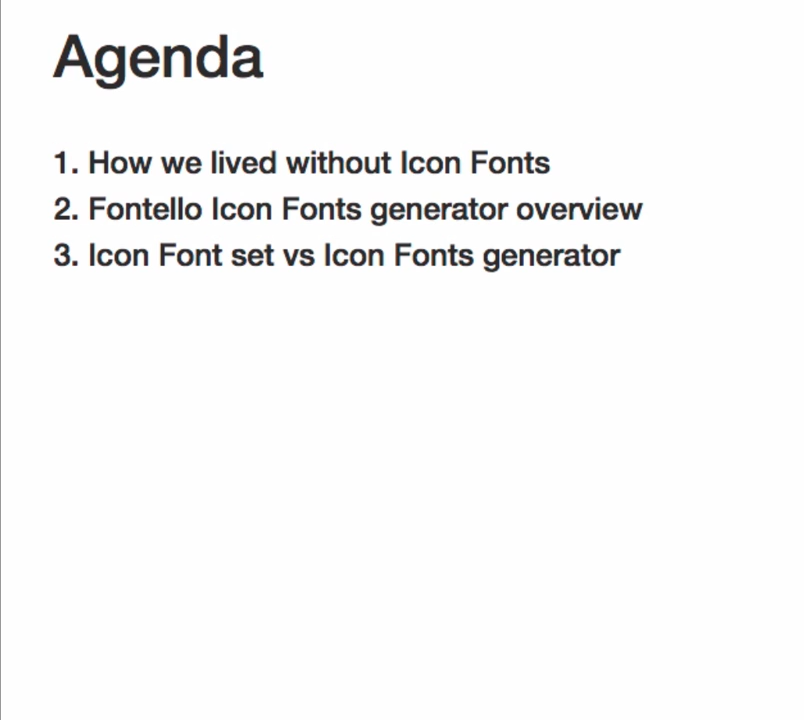 Agenda
1. How we lived without Icon Fonts
2. Fontello Icon Fonts generator overview
3. Icon Font set vs Icon Fonts generator